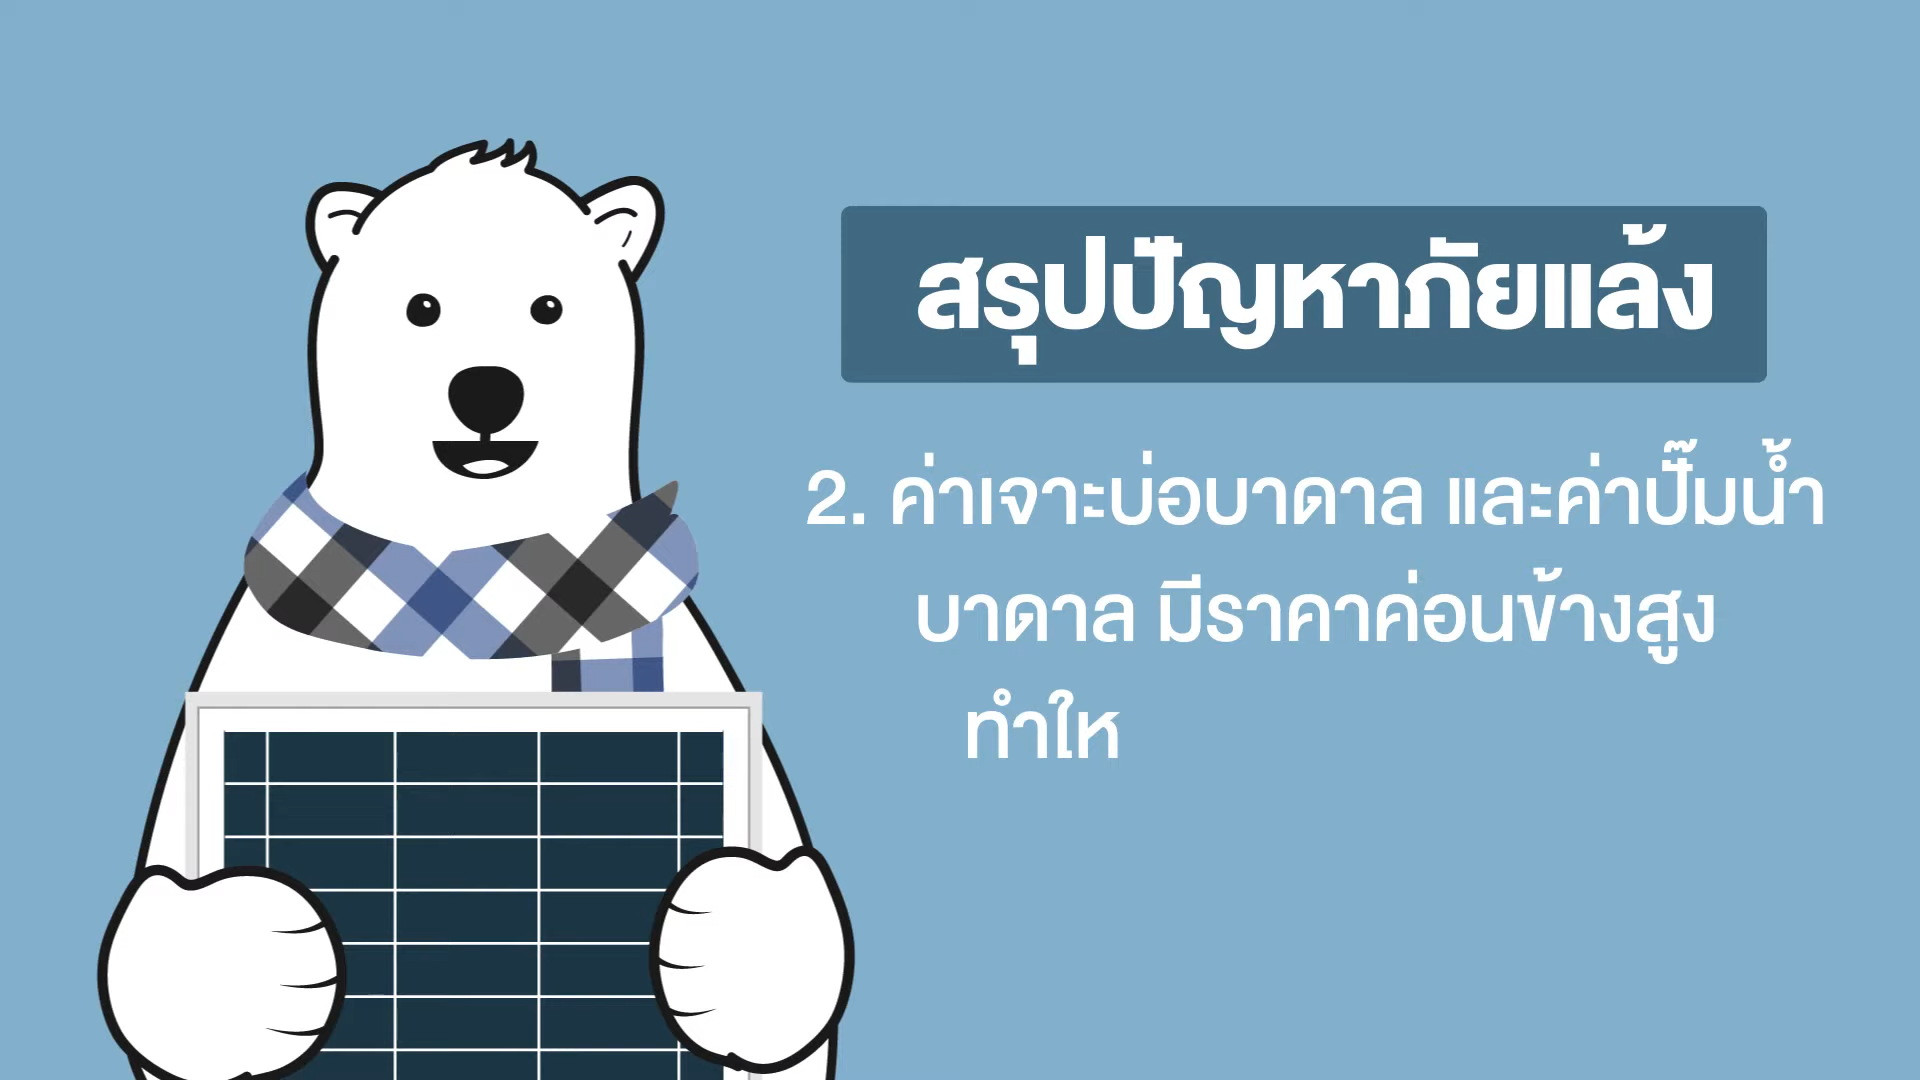 สรุปปัญหาภัยแล้ง
2. ค่าเจาะบ่อบาดาล และค่าปั๊มน้ำ
บาดาล มีราคาค่อนข้างสูง
ทำให